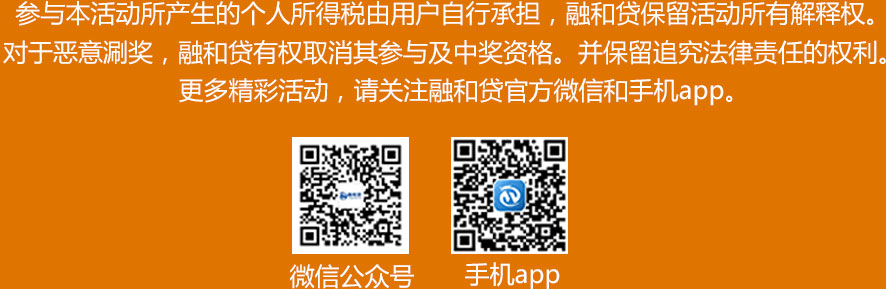 参与本活动所产生的个人所得税由用户自行承担，融和贷保留活动所有解释权。
对于恶意涮奖，融和贷有权取消其参与及中奖资格。并保留追究法律责任的权利。
更多精彩活动，请关注融和贷官方微信和手机app。
微信公众号
手机app